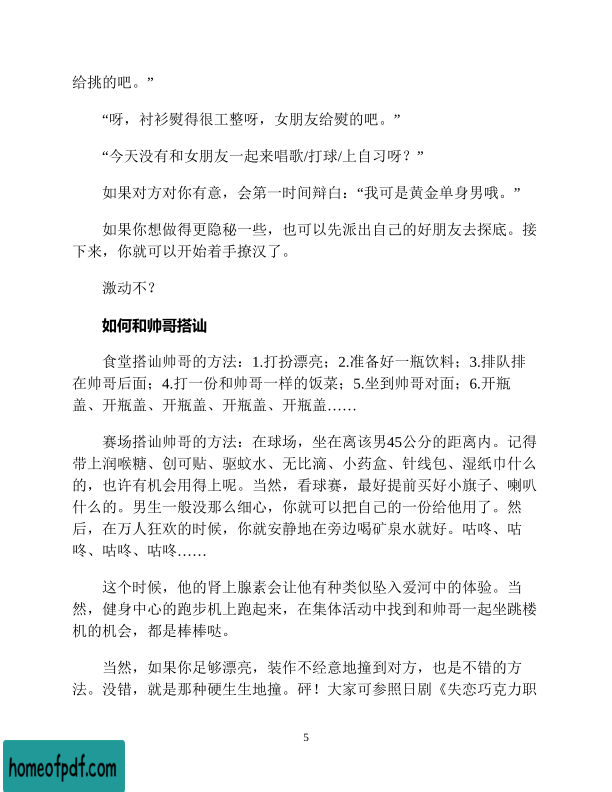 给挑的吧。”
“呀，衬衫熨得很工整呀，女朋友给熨的吧。”
“今天没有和女朋友一起来唱歌/打球/上自习呀？”
如果对方对你有意，会第一时间辩白：“我可是黄金单身男哦。”
如果你想做得更隐秘一些，也可以先派出自己的好朋友去探底。接
下来，你就可以开始着手撩汉了。
激动不？
如何和帅哥搭讪
食堂搭讪帅哥的方法：1.打扮漂亮；2.准备好一瓶饮料；3.排队排
在帅哥后面；4.打一份和帅哥一样的饭菜；5.坐到帅哥对面；6.开瓶
盖、开瓶盖、开瓶盖、开瓶盖、开瓶盖……
赛场搭讪帅哥的方法：在球场，坐在离该男45公分的距离内。记得
带上润喉糖、创可贴、驱蚊水、无比滴、小药盒、针线包、湿纸巾什么
的，也许有机会用得上呢。当然，看球赛，最好提前买好小旗子、喇叭
什么的。男生一般没那么细心，你就可以把自己的一份给他用了。然
后，在万人狂欢的时候，你就安静地在旁边喝矿泉水就好。咕咚、咕
咚、咕咚、咕咚……
这个时候，他的肾上腺素会让他有种类似坠入爱河中的体验。当
然，健身中心的跑步机上跑起来，在集体活动中找到和帅哥一起坐跳楼
机的机会，都是棒棒哒。
当然，如果你足够漂亮，装作不经意地撞到对方，也是不错的方
法。没错，就是那种硬生生地撞。砰！大家可参照日剧《失恋巧克力职
5
homeofpdf.com